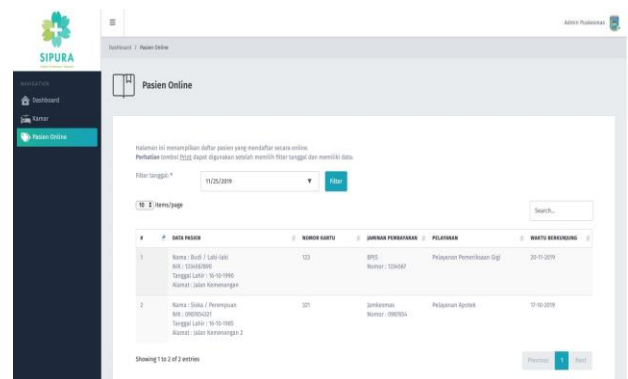 Admin Puskesmas
SIPURA
Dashboard / Pasien Online
NAVIGATION
Dashboard
Kamar
Pasien Online
Pasien Online
Halaman ini menampilkan daftar pasien yang mendaftar secara online.
Perhatian tombol Print dapat digunakan setelah memilih filter tanggal dan memiliki data.
Filter tanggal: *
11/25/2019
Filter
10 items/page
Search...
# DATA PASIEN NOMOR KARTU JAMINAN PEMBAYARAN PELAYANAN WAKTU BERKUNJUNG
1 Nama : Budi / Laki-laki 123 BPJS Pelayanan Pemeriksaan Gigi 20-11-2019
Nomor : 1234567
Tanggal Lahir : 16-10-1990
Alamat : Jalan Kemenangan
2 Nama : Siska / Perempuan 321 Jamkesmas Pelayanan Apotek 17-10-2019
NIK : 0987654321 Nomor : 0987654
Tanggal Lahir : 16-10-1985
Alamat : Jalan Kemenangan 2
Showing 1 to 2 of 2 entries
Previous 1 Next